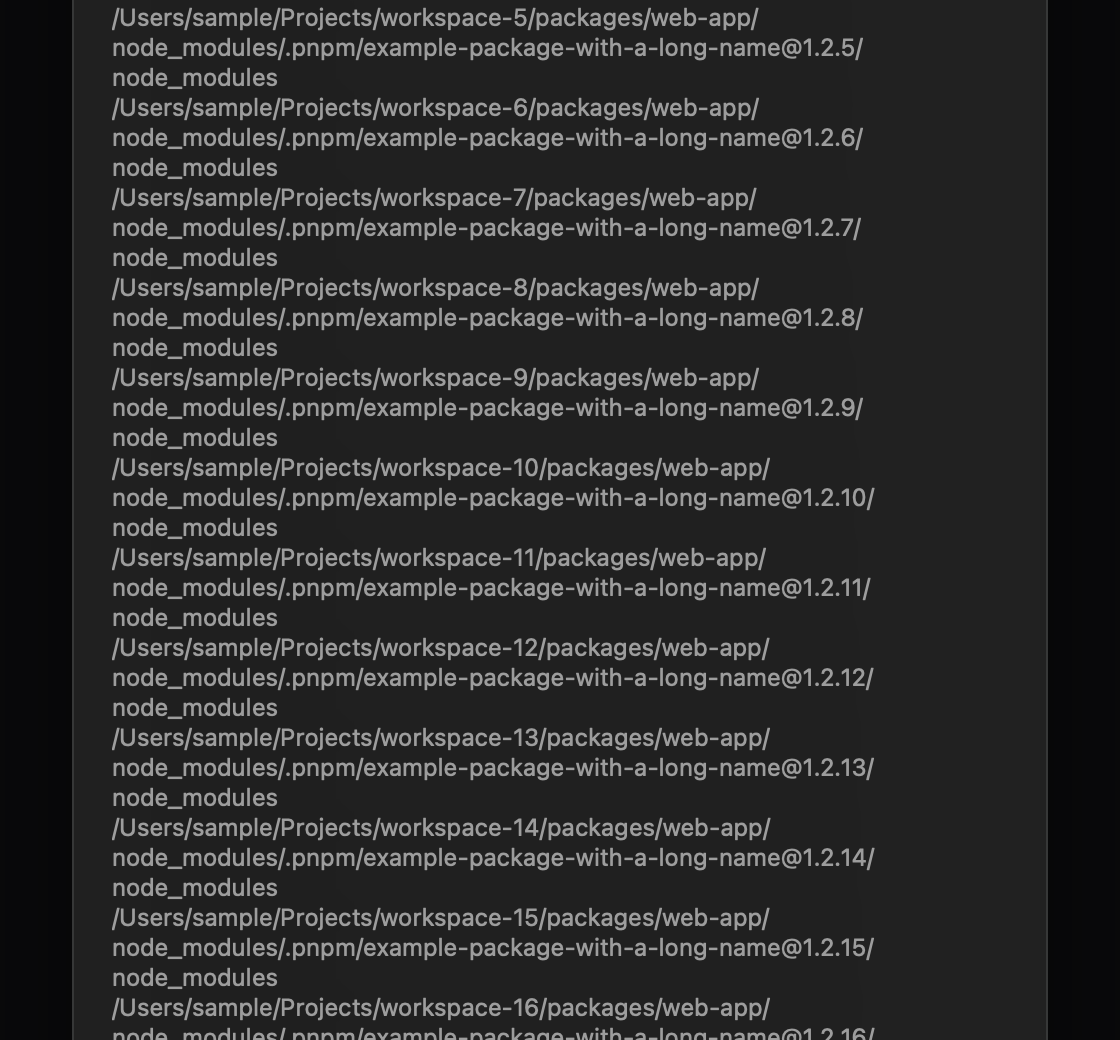 /Users/sample/Projects/workspace-5/packages/web-app/
node_modules/.pnpm/example-package-with-a-long-name@1.2.5/
node_modules
/Users/sample/Projects/workspace-6/packages/web-app/
node_modules/.pnpm/example-package-with-a-long-name@1.2.6/
node_modules
/Users/sample/Projects/workspace-7/packages/web-app/
node_modules/.pnpm/example-package-with-a-long-name@1.2.7/
node_modules
/Users/sample/Projects/workspace-8/packages/web-app/
node_modules/.pnpm/example-package-with-a-long-name@1.2.8/
node_modules
/Users/sample/Projects/workspace-9/packages/web-app/
node_modules/.pnpm/example-package-with-a-long-name@1.2.9/
node_modules
/Users/sample/Projects/workspace-10/packages/web-app/
node_modules/.pnpm/example-package-with-a-long-name@1.2.10/
node_modules
/Users/sample/Projects/workspace-11/packages/web-app/
node_modules/.pnpm/example-package-with-a-long-name@1.2.11/
node_modules
/Users/sample/Projects/workspace-12/packages/web-app/
node_modules/.pnpm/example-package-with-a-long-name@1.2.12/
node_modules
/Users/sample/Projects/workspace-13/packages/web-app/
node_modules/.pnpm/example-package-with-a-long-name@1.2.13/
node_modules
/Users/sample/Projects/workspace-14/packages/web-app/
node_modules/.pnpm/example-package-with-a-long-name@1.2.14/
node_modules
/Users/sample/Projects/workspace-15/packages/web-app/
node_modules/.pnpm/example-package-with-a-long-name@1.2.15/
node_modules
/Users/sample/Projects/workspace-16/packages/web-app/
node_modules/.pnpm/example-package-with-a-long-name@1.2.16/